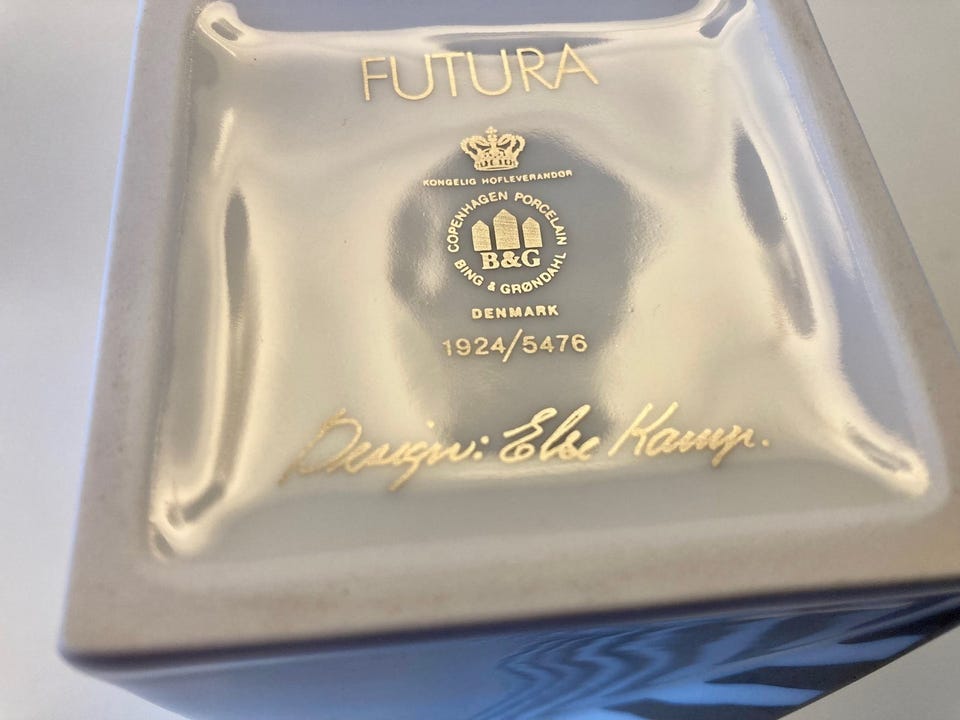 FUTURA
KONGELIG HOFLEVERANDØR
COPENHAGEN PORCELAIN
B&G
BING & GRØNDAHL
DENMARK
1924/5476
Design: Else Kamp.